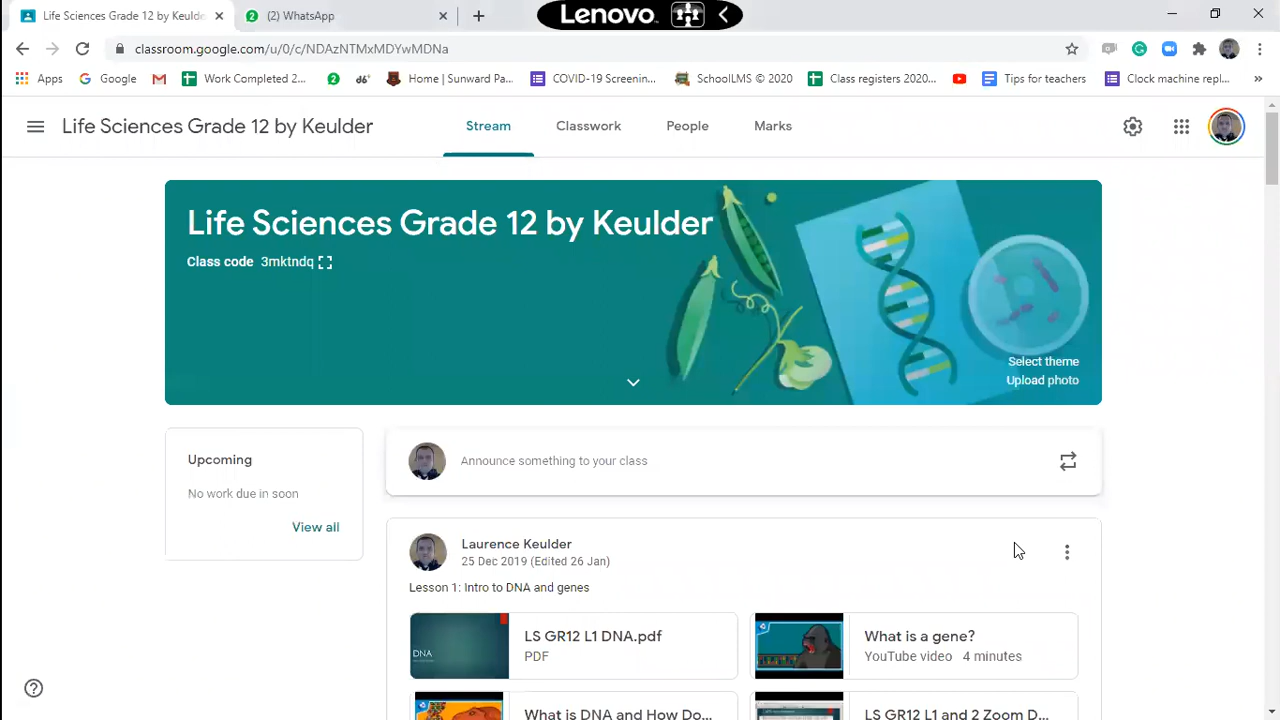 Life Sciences Grade 12 by Keulde
(2) WhatsApp
Lenovo
classroom.google.com/u/0/c/NDAzNTMxMDYwMDNa
Apps
Google
Work Completed 2...
Home | Sunward Pa...
COVID-19 Screenin...
SchoolLMS © 2020
Class registers 2020...
Tips for teachers
Clock machine repl...
»
Life Sciences Grade 12 by Keulder
Stream
Classwork
People
Marks
Life Sciences Grade 12 by Keulder
Class code 3mktndq
Select theme
Upload photo
Upcoming
No work due in soon
View all
Announce something to your class
Laurence Keulder
25 Dec 2019 (Edited 26 Jan)
Lesson 1: Intro to DNA and genes
DNA
LS GR12 L1 DNA.pdf
PDF
What is a gene?
YouTube video 4 minutes
What is DNA and How Do...
LS GR12 L1 and 2 Zoom D...